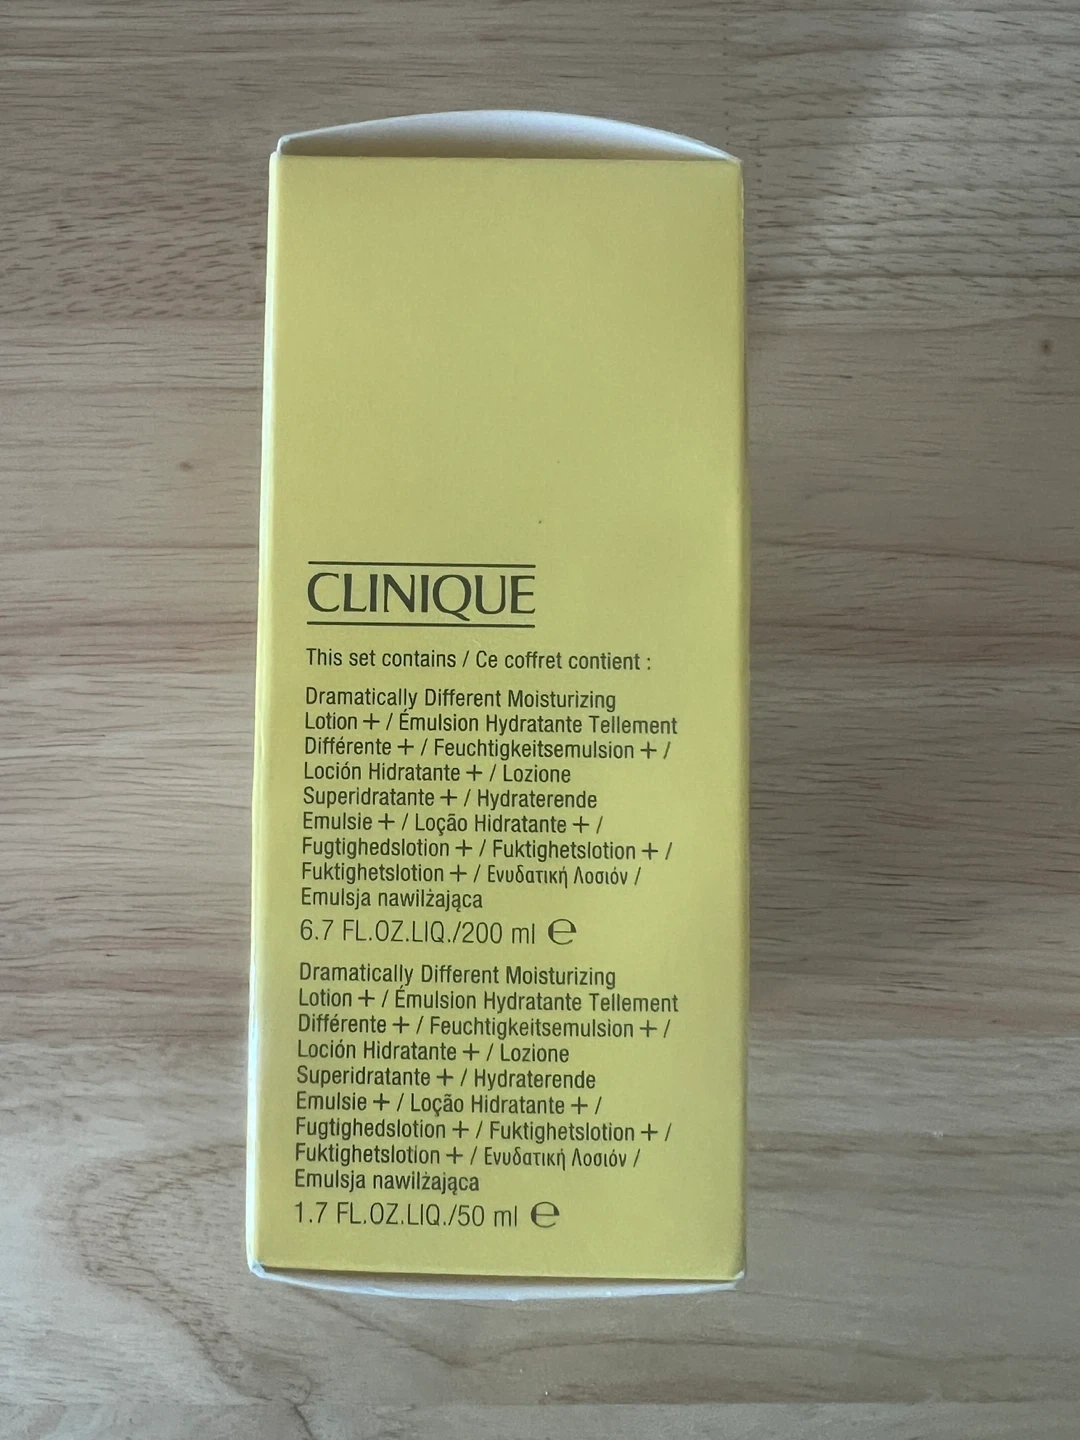 CLINIQUE
This set contains / Ce coffret contient :
Dramatically Different Moisturizing
Lotion + / Émulsion Hydratante Tellement
Différente + / Feuchtigkeitsemulsion + /
Loción Hidratante + / Lozione
Superidratante + / Hydraterende
Emulsie + / Loção Hidratante + /
Fugtighedslotion + / Fuktighetslotion + /
Fuktighetslotion + / Ενυδατική Λοσιόν /
Emulsja nawilżająca
6.7 FL.OZ.LIQ./200 ml ℮
Dramatically Different Moisturizing
Lotion + / Émulsion Hydratante Tellement
Différente + / Feuchtigkeitsemulsion + /
Loción Hidratante + / Lozione
Superidratante + / Hydraterende
Emulsie + / Loção Hidratante + /
Fugtighedslotion + / Fuktighetslotion + /
Fuktighetslotion + / Ενυδατική Λοσιόν /
Emulsja nawilżająca
1.7 FL.OZ.LIQ./50 ml ℮